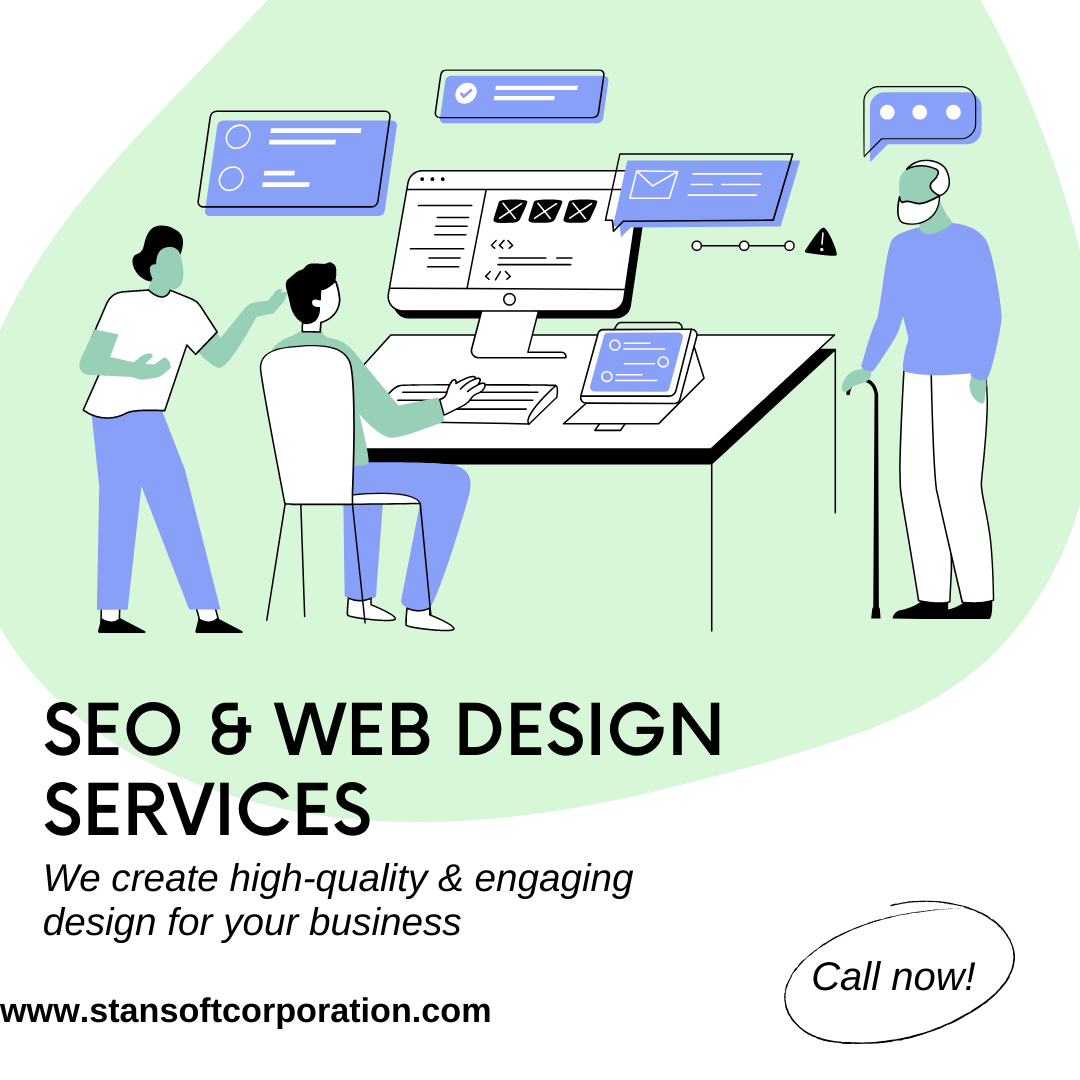 SEO & WEB DESIGN
SERVICES
We create high-quality & engaging
design for your business
www.stansoftcorporation.com
Call now!